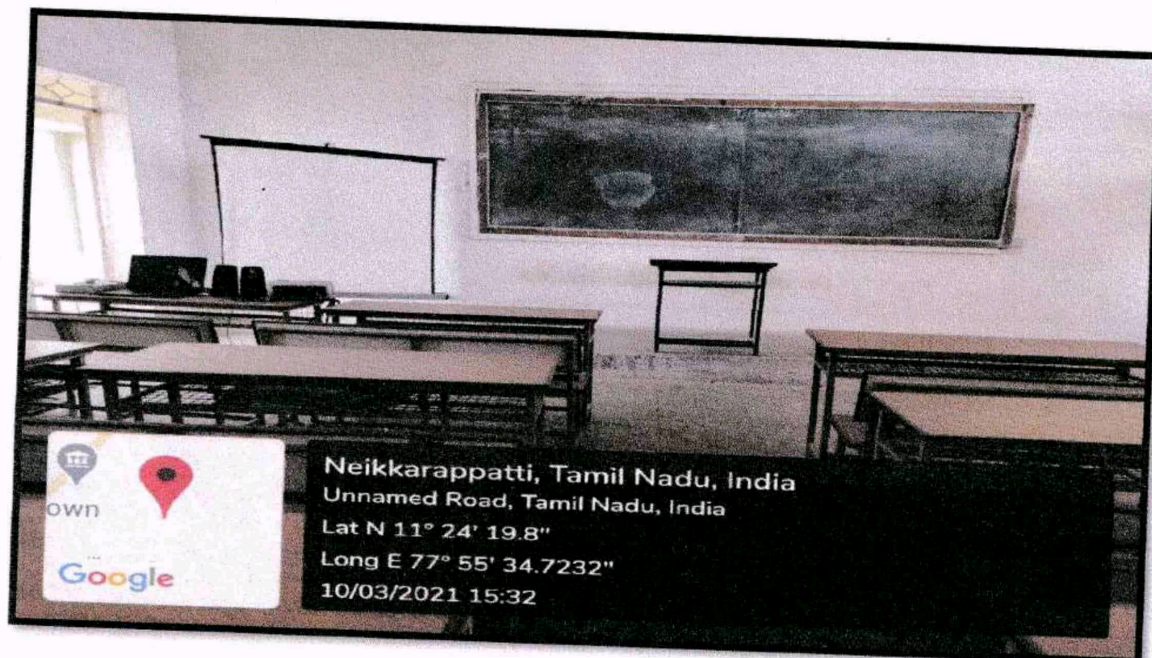 Neikkarappatti, Tamil Nadu, India
Unnamed Road, Tamil Nadu, India
Lat N 11° 24' 19.8"
Long E 77° 55' 34.7232"
10/03/2021 15:32
own
Google